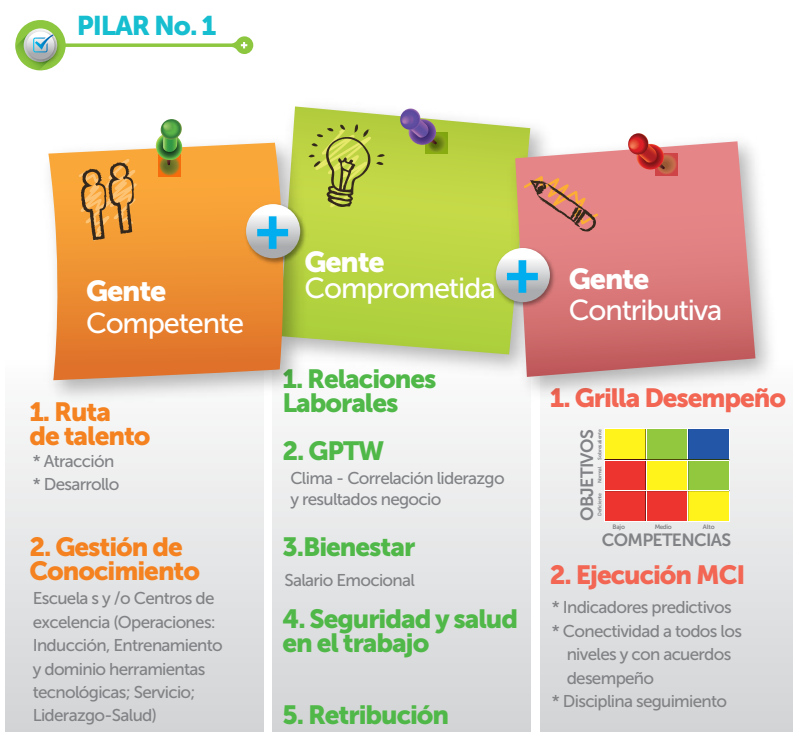 PILAR No. 1
Gente
Competente
Gente
Comprometida
Gente
Contributiva
1. Ruta
de talento
* Atracción
* Desarrollo
2. Gestión de
Conocimiento
Escuela s y /o Centros de
excelencia (Operaciones:
Inducción, Entrenamiento
y dominio herramientas
tecnológicas; Servicio;
Liderazgo-Salud)
1. Relaciones
Laborales
2. GPTW
Clima - Correlación liderazgo
y resultados negocio
3.Bienestar
Salario Emocional
4. Seguridad y salud
en el trabajo
5. Retribución
1. Grilla Desempeño
OBJETIVOS
Sobresaliente
Normal
Deficiente
Bajo
Medio
Alto
COMPETENCIAS
2. Ejecución MCI
* Indicadores predictivos
* Conectividad a todos los
niveles y con acuerdos
desempeño
* Disciplina seguimiento